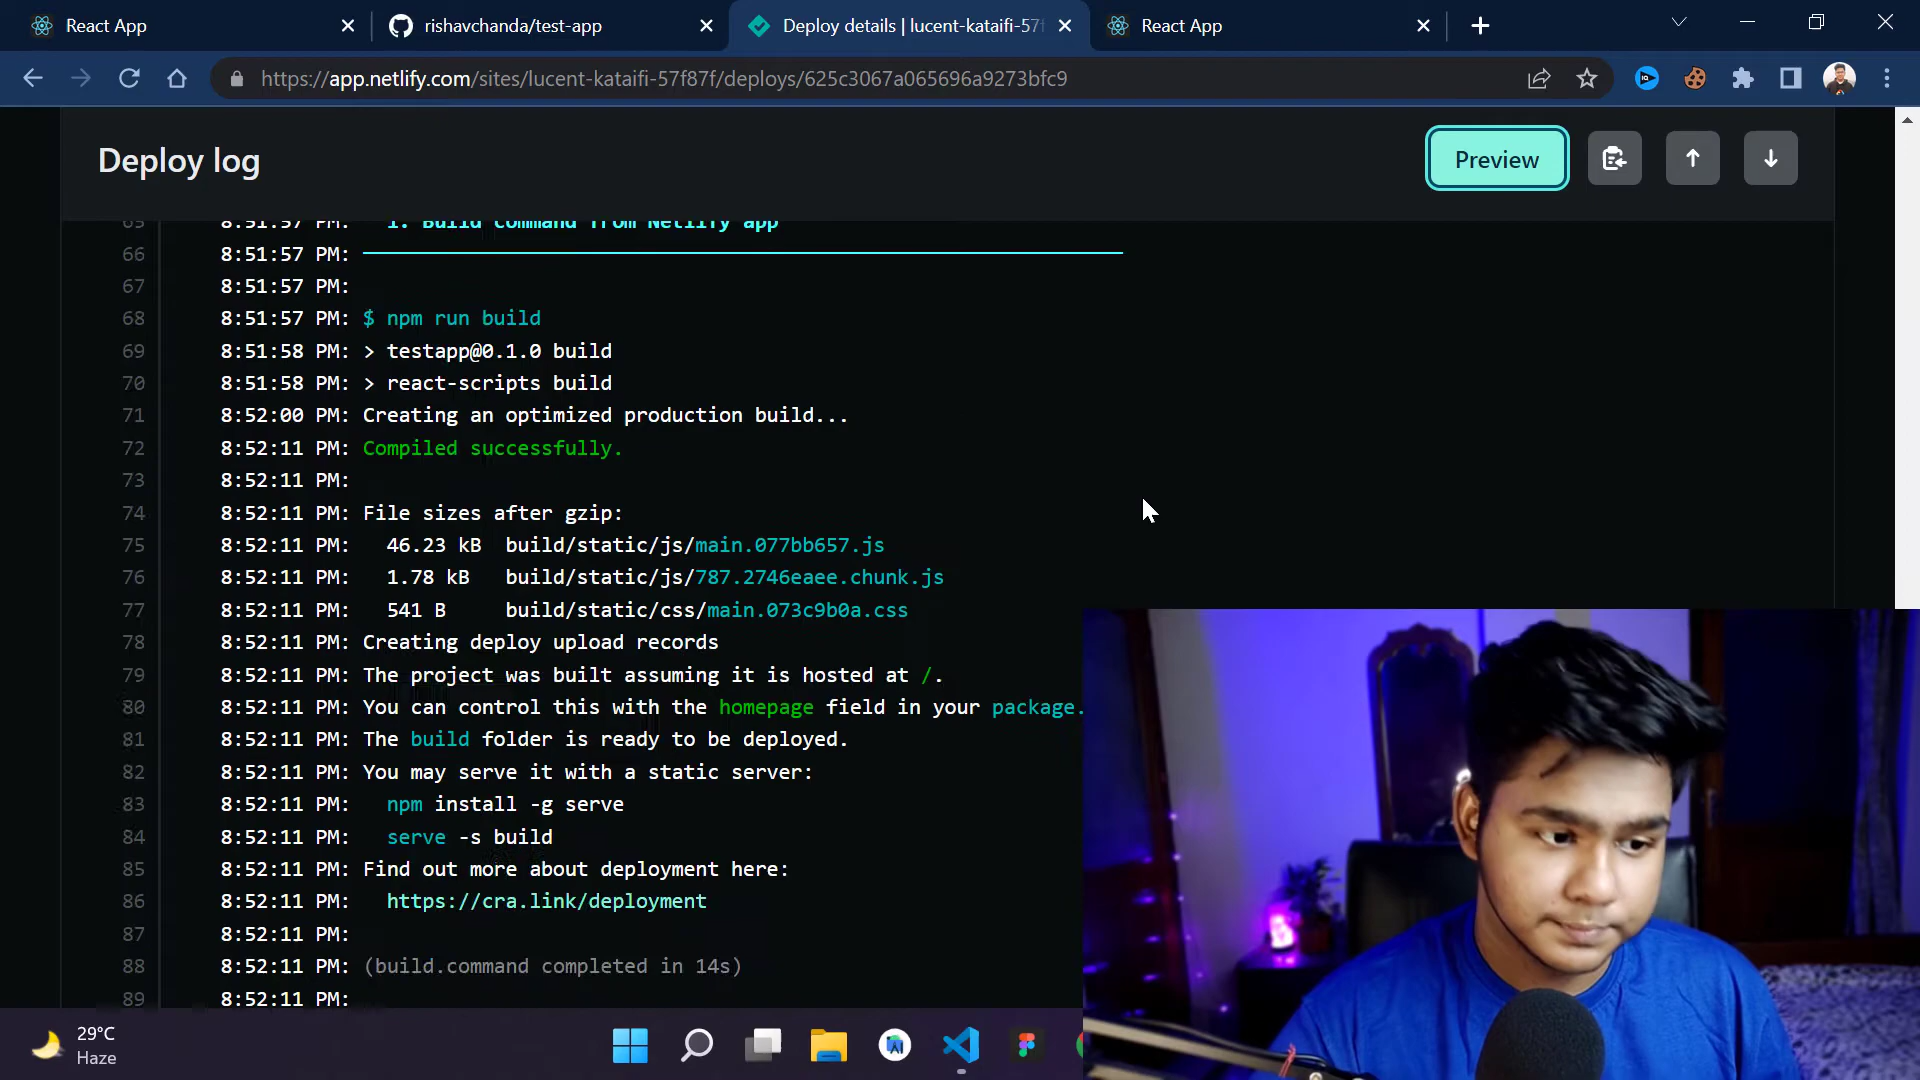 React App
rishavchanda/test-app
Deploy details | lucent-kataifi-57f
React App
https://app.netlify.com/sites/lucent-kataifi-57f87f/deploys/625c3067a065696a9273bfc9
Deploy log
Preview
65 8:51:57 PM: 1. Build command from Netlify app
66 8:51:57 PM:
67 8:51:57 PM:
68 8:51:57 PM: $ npm run build
69 8:51:58 PM: > testapp@0.1.0 build
70 8:51:58 PM: > react-scripts build
71 8:52:00 PM: Creating an optimized production build...
72 8:52:11 PM: Compiled successfully.
73 8:52:11 PM:
74 8:52:11 PM: File sizes after gzip:
75 8:52:11 PM: 46.23 kB build/static/js/main.077bb657.js
76 8:52:11 PM: 1.78 kB build/static/js/787.2746eaee.chunk.js
77 8:52:11 PM: 541 B build/static/css/main.073c9b0a.css
78 8:52:11 PM: Creating deploy upload records
79 8:52:11 PM: The project was built assuming it is hosted at /.
80 8:52:11 PM: You can control this with the homepage field in your package.
81 8:52:11 PM: The build folder is ready to be deployed.
82 8:52:11 PM: You may serve it with a static server:
83 8:52:11 PM: npm install -g serve
84 8:52:11 PM: serve -s build
85 8:52:11 PM: Find out more about deployment here:
86 8:52:11 PM: https://cra.link/deployment
87 8:52:11 PM:
88 8:52:11 PM: (build.command completed in 14s)
89 8:52:11 PM:
29°C
Haze